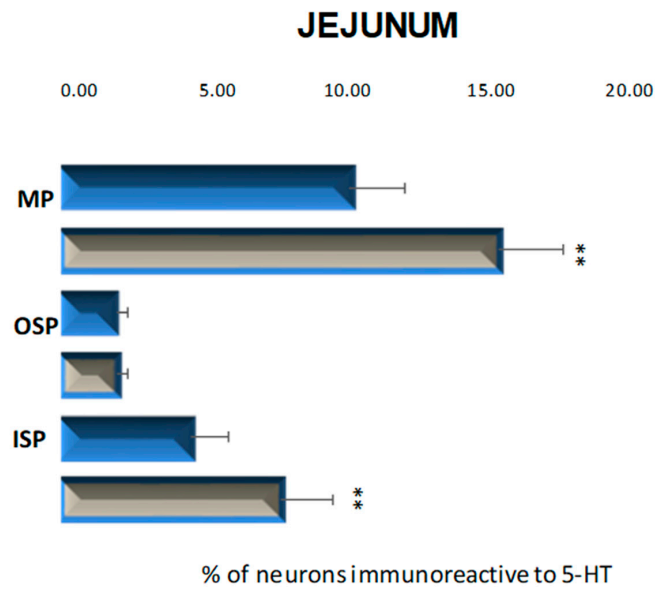 JEJUNUM
0.00 5.00 10.00 15.00 20.00
MP
**
OSP
ISP
**
% of neurons immunoreactive to 5-HT